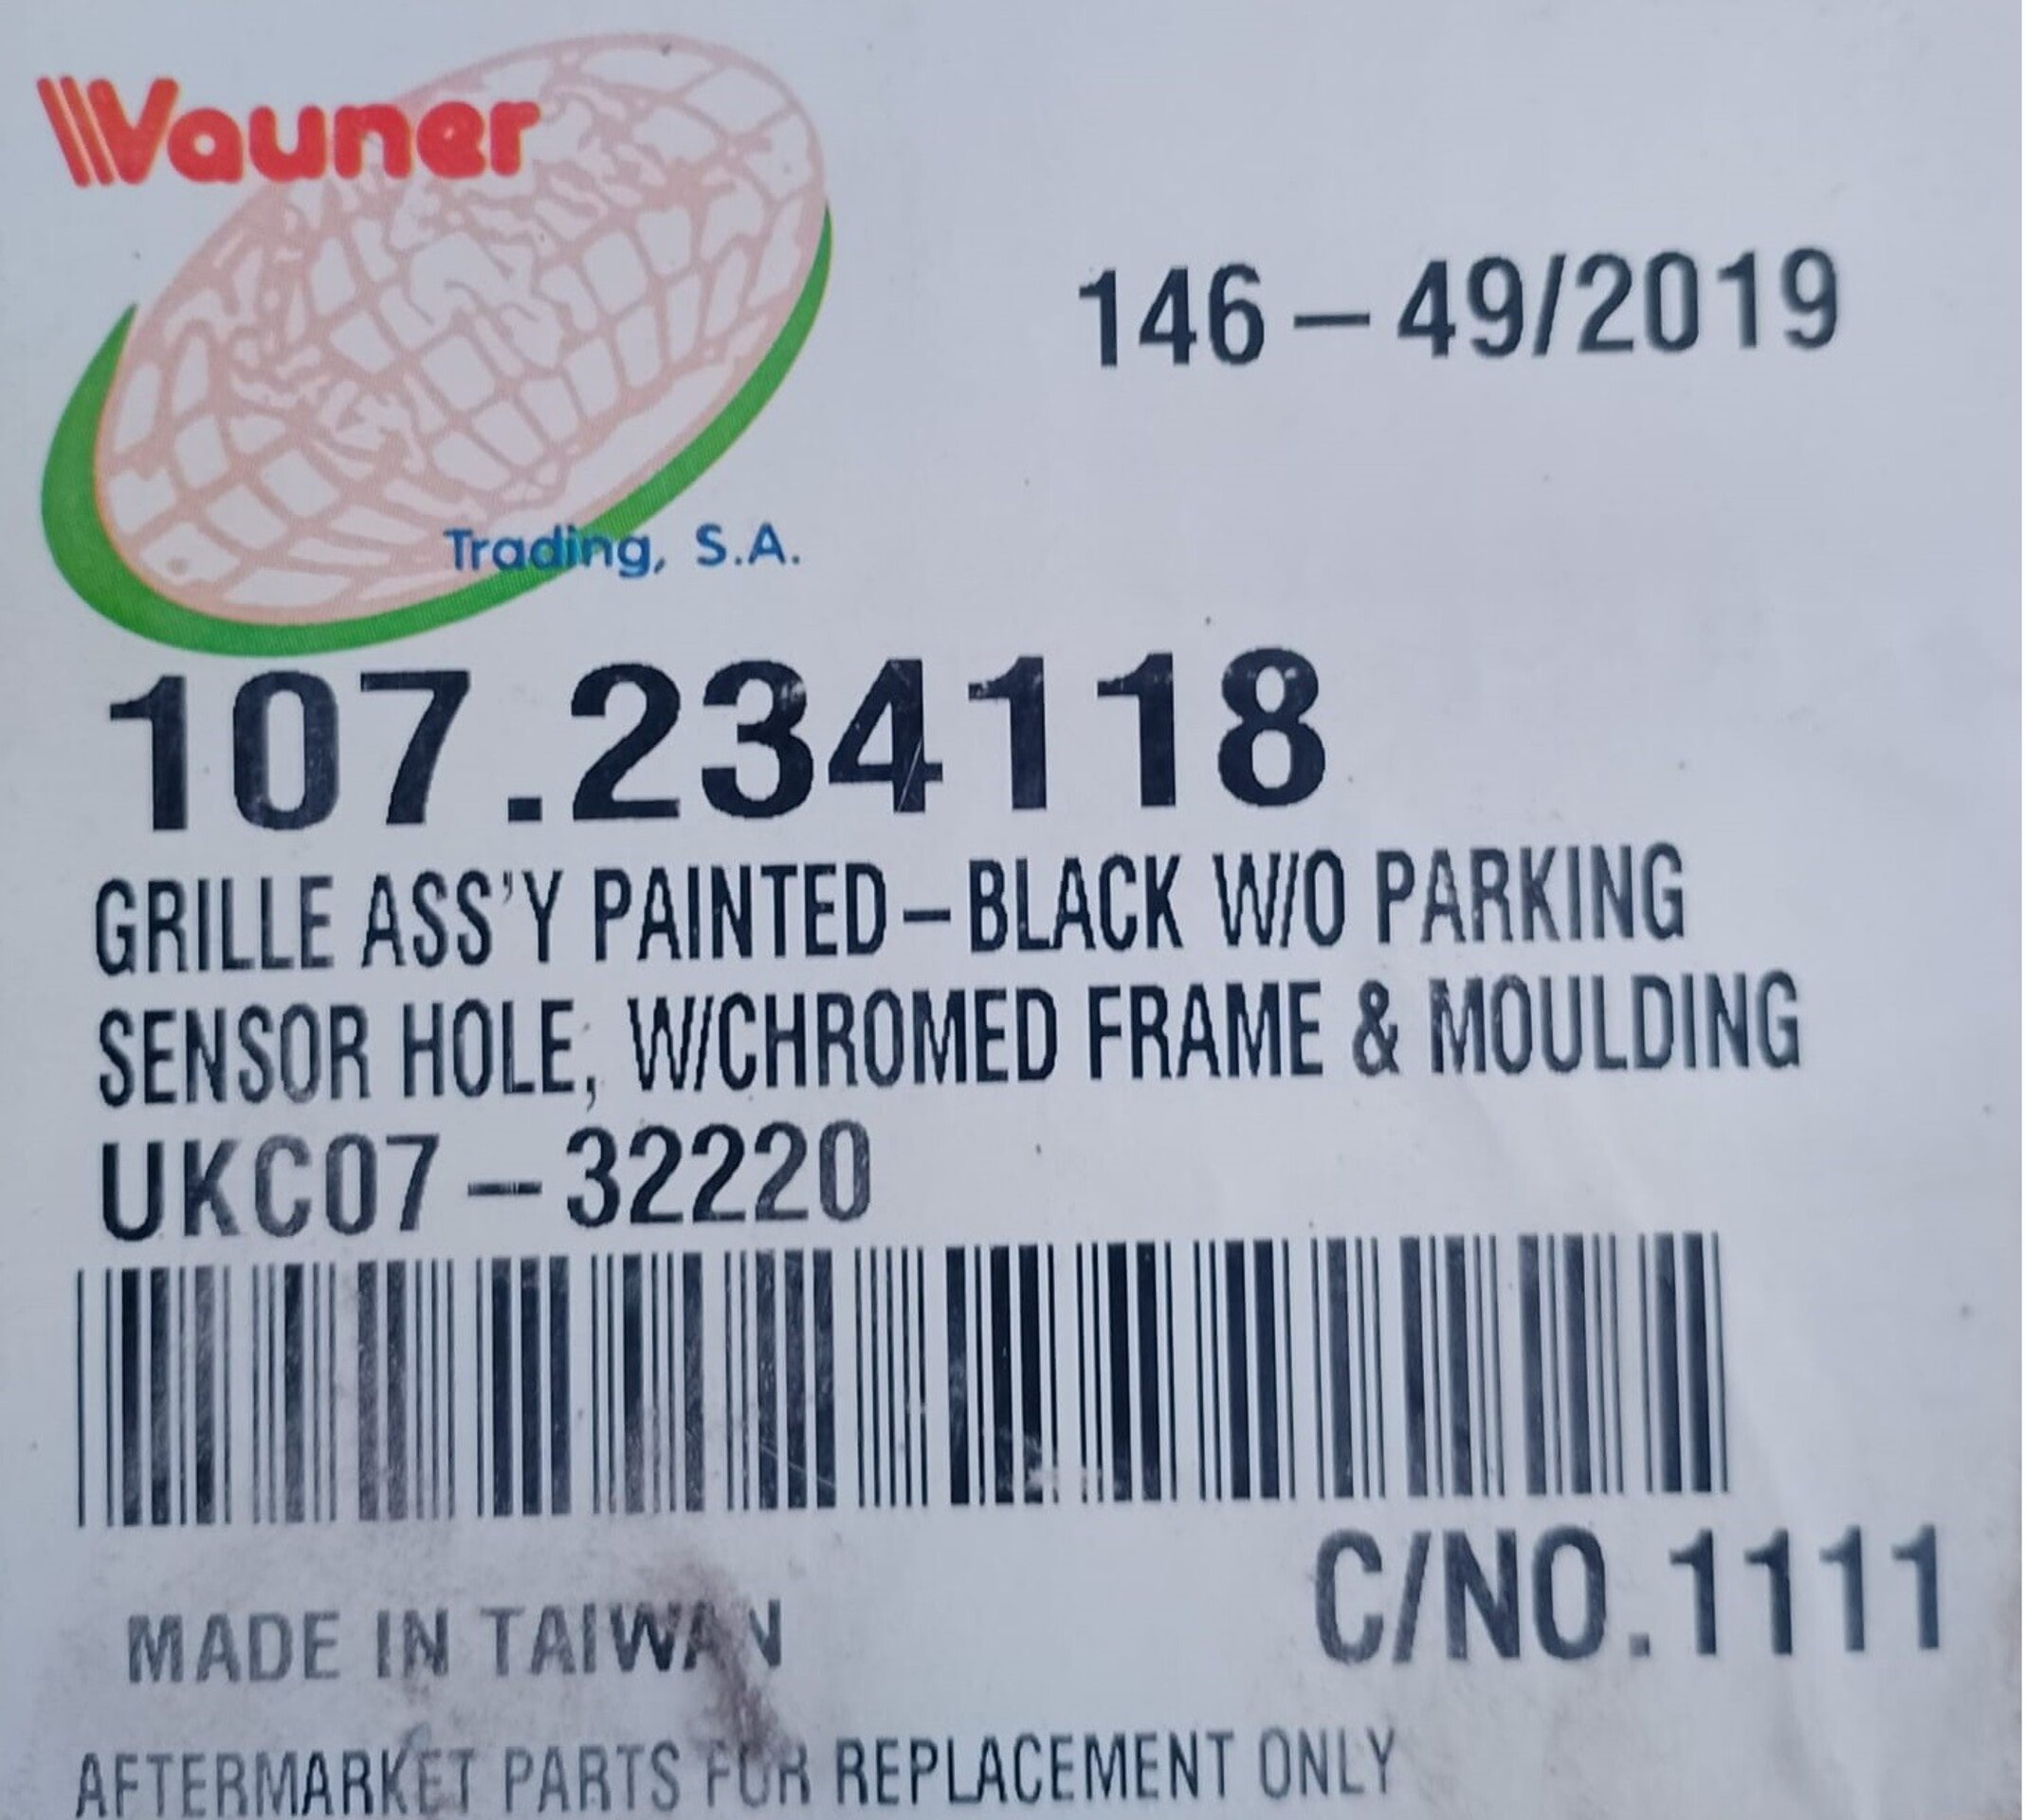 Vauner
Trading, S.A.
146-49/2019
107.234118
GRILLE ASS'Y PAINTED-BLACK W/O PARKING
SENSOR HOLE, W/CHROMED FRAME & MOULDING
UKC07-32220
C/NO.1111
MADE IN TAIWAN
AFTERMARKET PARTS FOR REPLACEMENT ONLY